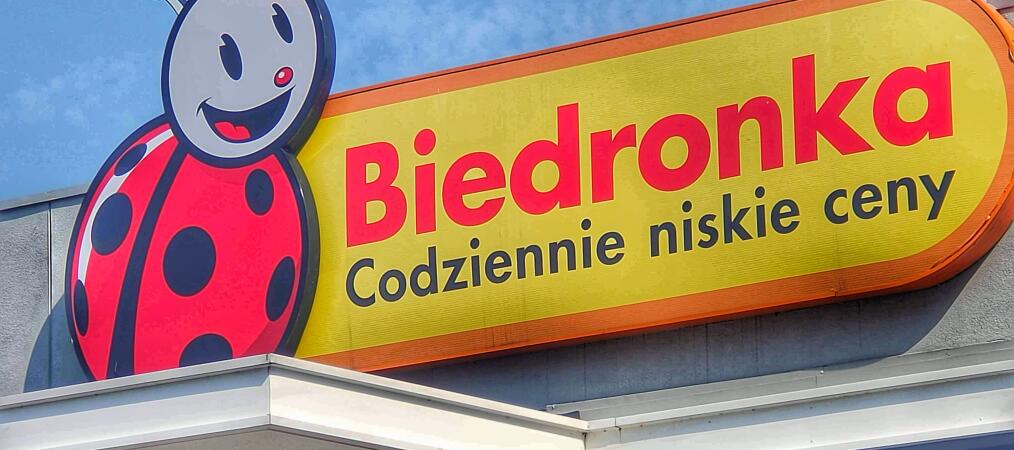 Biedronka
Codziennie niskie ceny